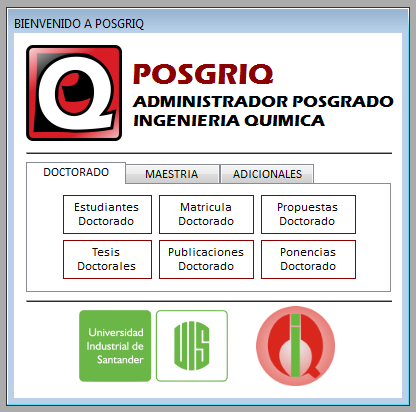 BIENVENIDO A POSGRIQ
POSGRIQ
ADMINISTRADOR POSGRADO
INGENIERIA QUIMICA
DOCTORADO
MAESTRIA
ADICIONALES
Estudiantes
Doctorado
Matricula
Doctorado
Propuestas
Doctorado
Tesis
Doctorales
Publicaciones
Doctorado
Ponencias
Doctorado
Universidad
Industrial de
Santander
UIS